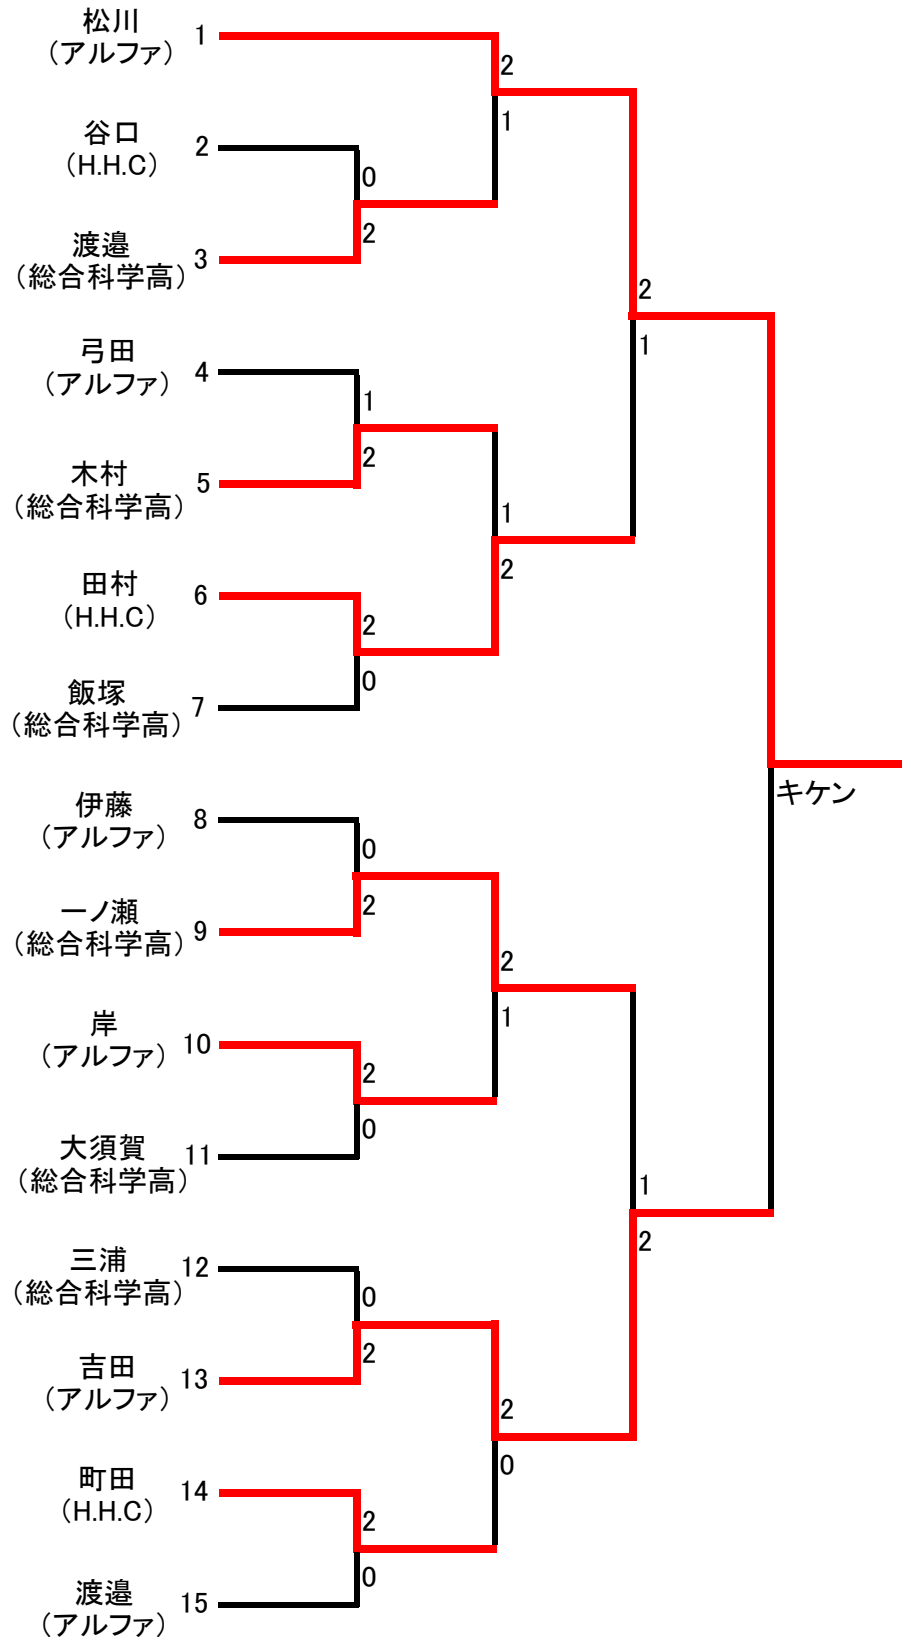 松川
(アルファ)
1
2
1
谷口
(H.H.C)
2
0
2
渡邉
(総合科学高)
3
2
1
弓田
(アルファ)
4
1
2
木村
(総合科学高)
5
1
2
田村
(H.H.C)
6
2
0
飯塚
(総合科学高)
7
キケン
伊藤
(アルファ)
8
0
2
一ノ瀬
(総合科学高)
9
2
1
岸
(アルファ)
10
2
0
大須賀
(総合科学高)
11
1
2
三浦
(総合科学高)
12
0
2
吉田
(アルファ)
13
2
0
町田
(H.H.C)
14
2
0
渡邉
(アルファ)
15